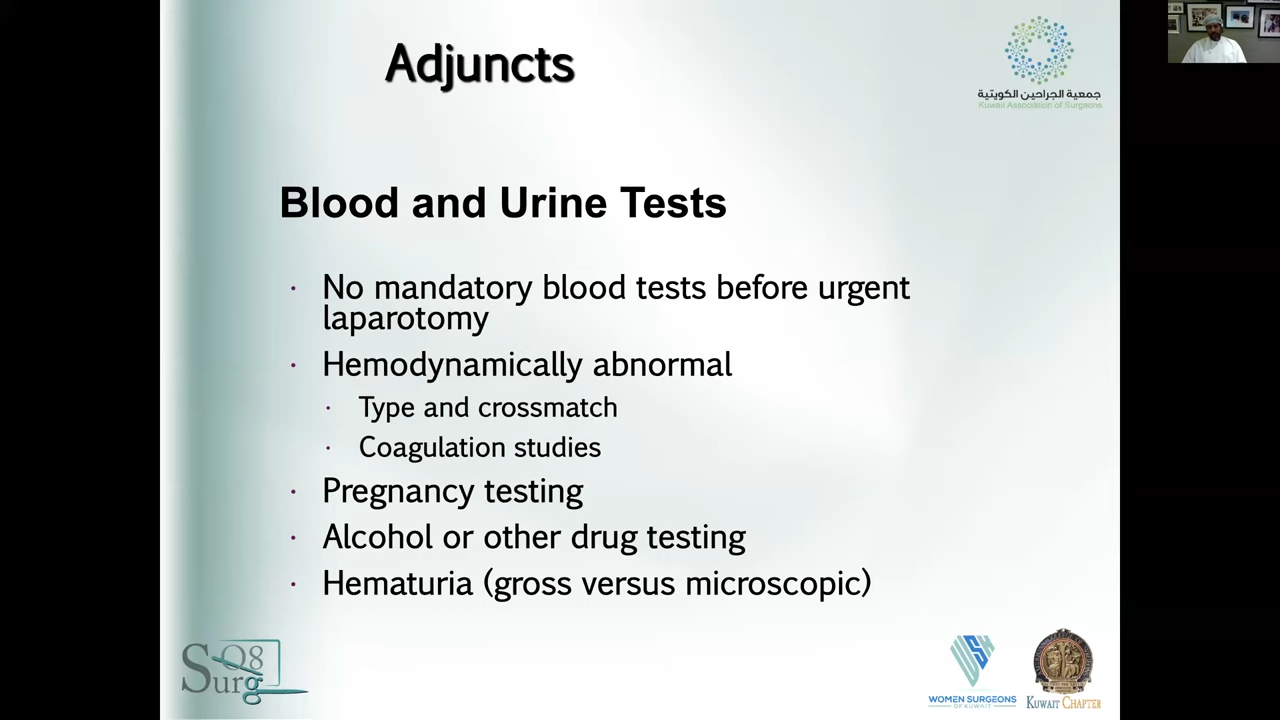 Adjuncts
جمعية الجراحين الكويتية
Kuwait Association of Surgeons
Blood and Urine Tests
· No mandatory blood tests before urgent
laparotomy
· Hemodynamically abnormal
· Type and crossmatch
· Coagulation studies
· Pregnancy testing
· Alcohol or other drug testing
· Hematuria (gross versus microscopic)
Q8
Surg
WOMEN SURGEONS
OF KUWAIT
KUWAIT CHAPTER